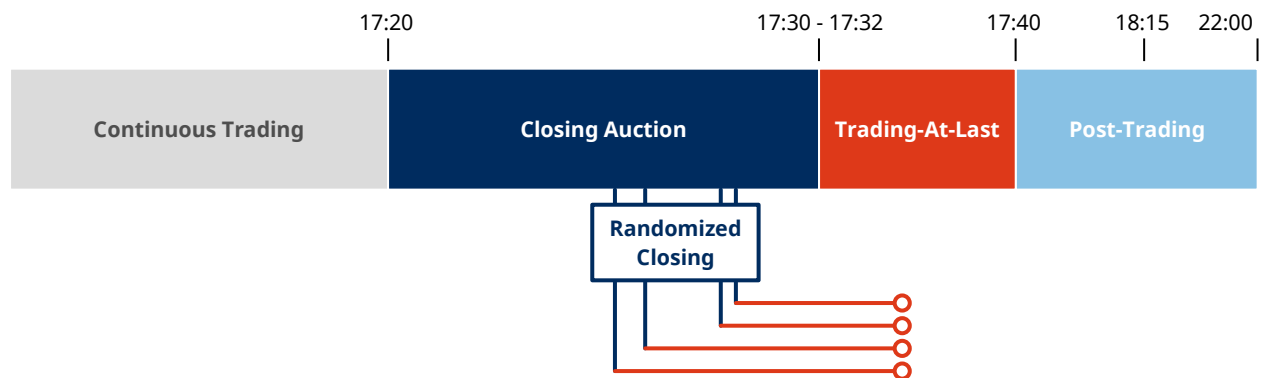 17:20 17:30 - 17:32 17:40 18:15 22:00
Continuous Trading Closing Auction Trading-At-Last Post-Trading
Randomized
Closing